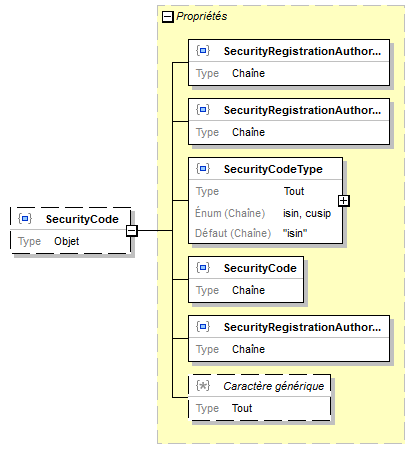 Propriétés
SecurityRegistrationAuthor...
Type Chaîne
SecurityRegistrationAuthor...
Type Chaîne
SecurityCodeType
Type Tout
Énum (Chaîne) isin, cusip
Défaut (Chaîne) "isin"
SecurityCode
Type Objet
SecurityCode
Type Chaîne
SecurityRegistrationAuthor...
Type Chaîne
Caractère générique
Type Tout